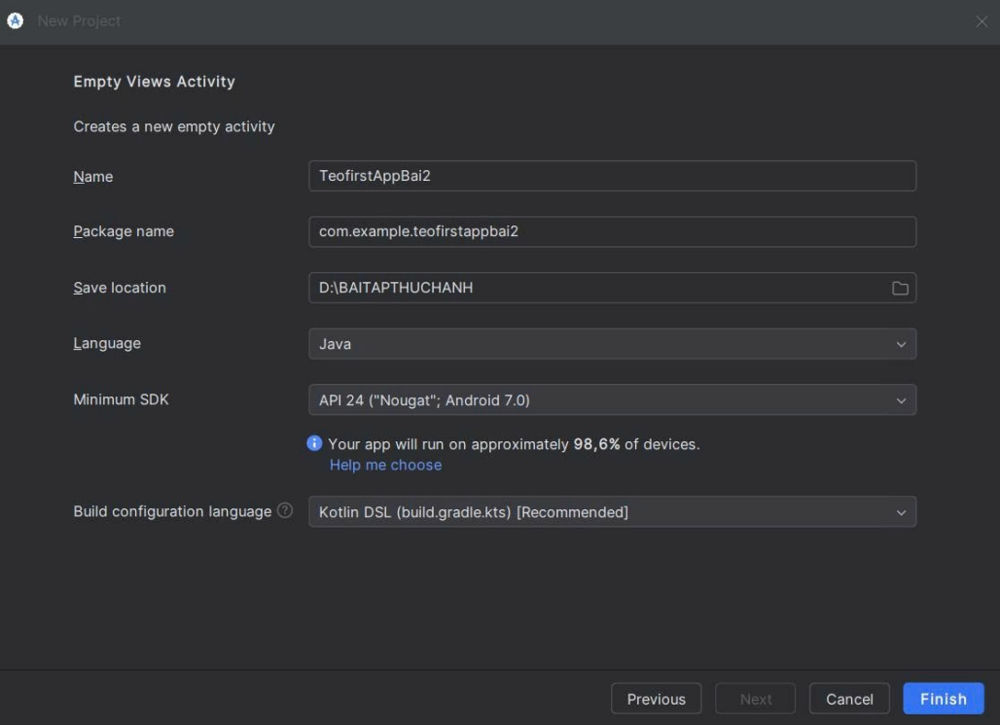 New Project
Empty Views Activity
Creates a new empty activity
Name TeofirstAppBai2
Package name com.example.teofirstappbai2
Save location D:\BAITAPTHUCHANH
Language Java
Minimum SDK API 24 ("Nougat"; Android 7.0)
Your app will run on approximately 98,6% of devices.
Help me choose
Build configuration language ? Kotlin DSL (build.gradle.kts) [Recommended]
Previous Next Cancel Finish